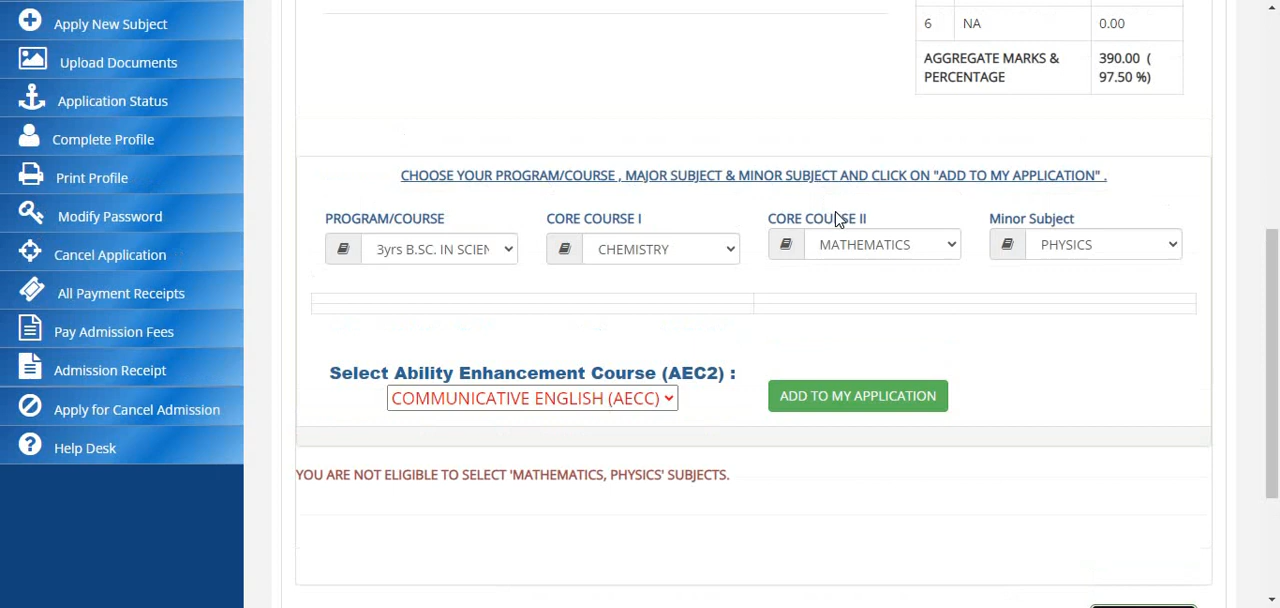 Apply New Subject
Upload Documents
Application Status
Complete Profile
Print Profile
Modify Password
Cancel Application
All Payment Receipts
Pay Admission Fees
Admission Receipt
Apply for Cancel Admission
Help Desk
6 NA 0.00
AGGREGATE MARKS & 390.00 (
PERCENTAGE 97.50 %)
CHOOSE YOUR PROGRAM/COURSE , MAJOR SUBJECT & MINOR SUBJECT AND CLICK ON "ADD TO MY APPLICATION" .
PROGRAM/COURSE CORE COURSE I CORE COURSE II Minor Subject
3yrs B.SC. IN SCIEN CHEMISTRY MATHEMATICS PHYSICS
Select Ability Enhancement Course (AEC2) :
COMMUNICATIVE ENGLISH (AECC) ADD TO MY APPLICATION
YOU ARE NOT ELIGIBLE TO SELECT 'MATHEMATICS, PHYSICS' SUBJECTS.